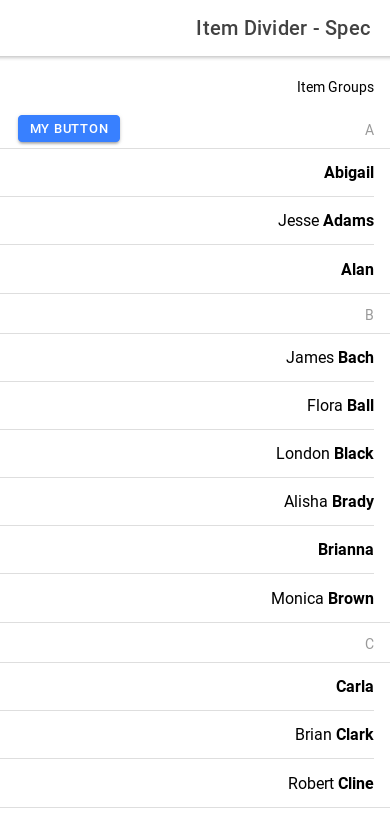 Item Divider - Spec
Item Groups
MY BUTTON
A
Abigail
Jesse Adams
Alan
B
James Bach
Flora Ball
London Black
Alisha Brady
Brianna
Monica Brown
C
Carla
Brian Clark
Robert Cline